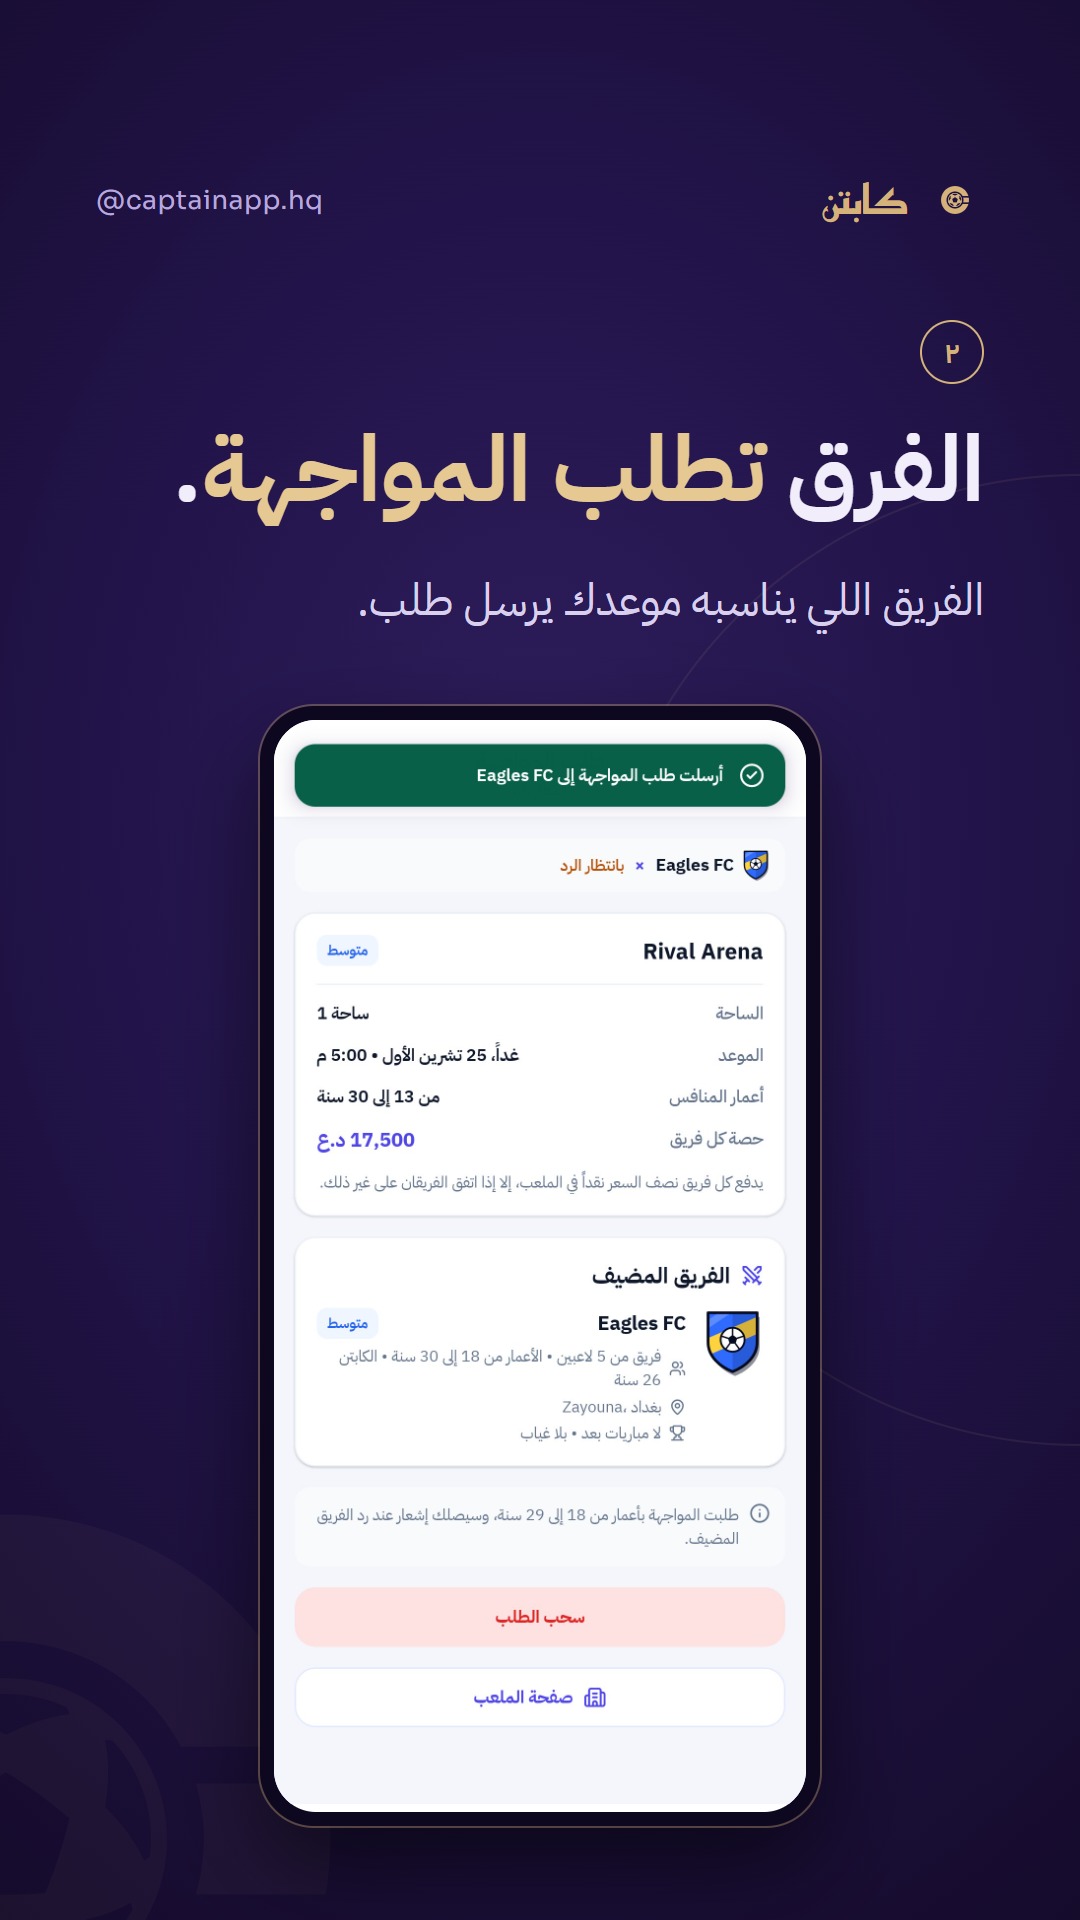 كابتن
@captainapp.hq
٢
الفرق تطلب المواجهة.
الفريق اللي يناسبه موعدك يرسل طلب.
أرسلت طلب المواجهة إلى Eagles FC
Eagles FC × بانتظار الرد
Rival Arena متوسط
الساحة ساحة 1
الموعد غداً، 25 تشرين الأول • 5:00 م
أعمار المنافس من 13 إلى 30 سنة
حصة كل فريق 17,500 د.ع
يدفع كل فريق نصف السعر نقداً في الملعب، إلا إذا اتفق الفريقان على غير ذلك.
الفريق المضيف
Eagles FC متوسط
فريق من 5 لاعبين • الأعمار من 18 إلى 30 سنة • الكابتن
26 سنة
بغداد، Zayouna
لا مباريات بعد • بلا غياب
طلبت المواجهة بأعمار من 18 إلى 29 سنة، وسيصلك إشعار عند رد الفريق
المضيف.
سحب الطلب
صفحة الملعب